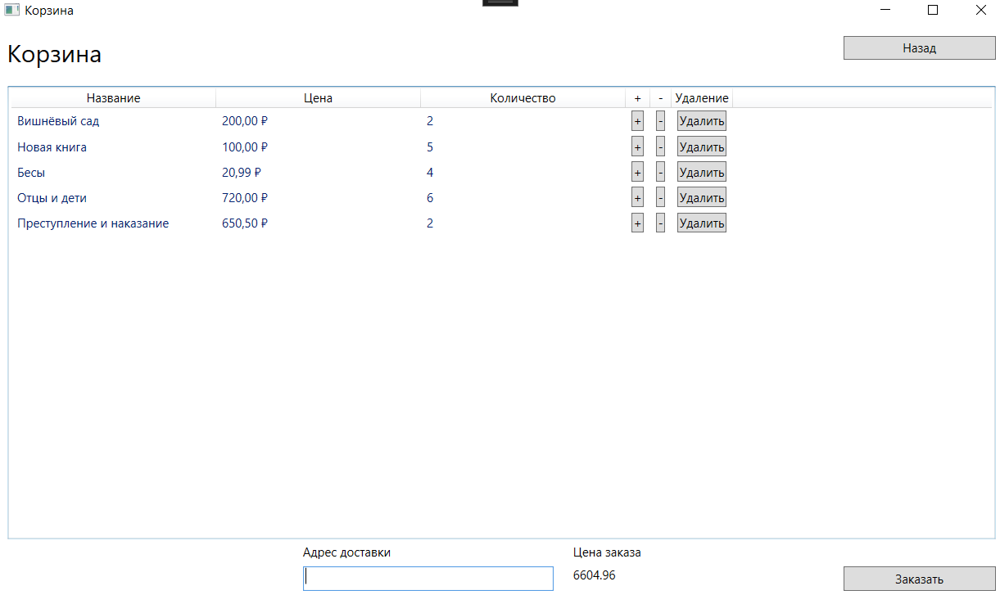 Корзина
Корзина
Назад
Название Цена Количество + - Удаление
Вишнёвый сад 200,00 ₽ 2 + - Удалить
Новая книга 100,00 ₽ 5 + - Удалить
Бесы 20,99 ₽ 4 + - Удалить
Отцы и дети 720,00 ₽ 6 + - Удалить
Преступление и наказание 650,50 ₽ 2 + - Удалить
Адрес доставки Цена заказа
6604.96
Заказать